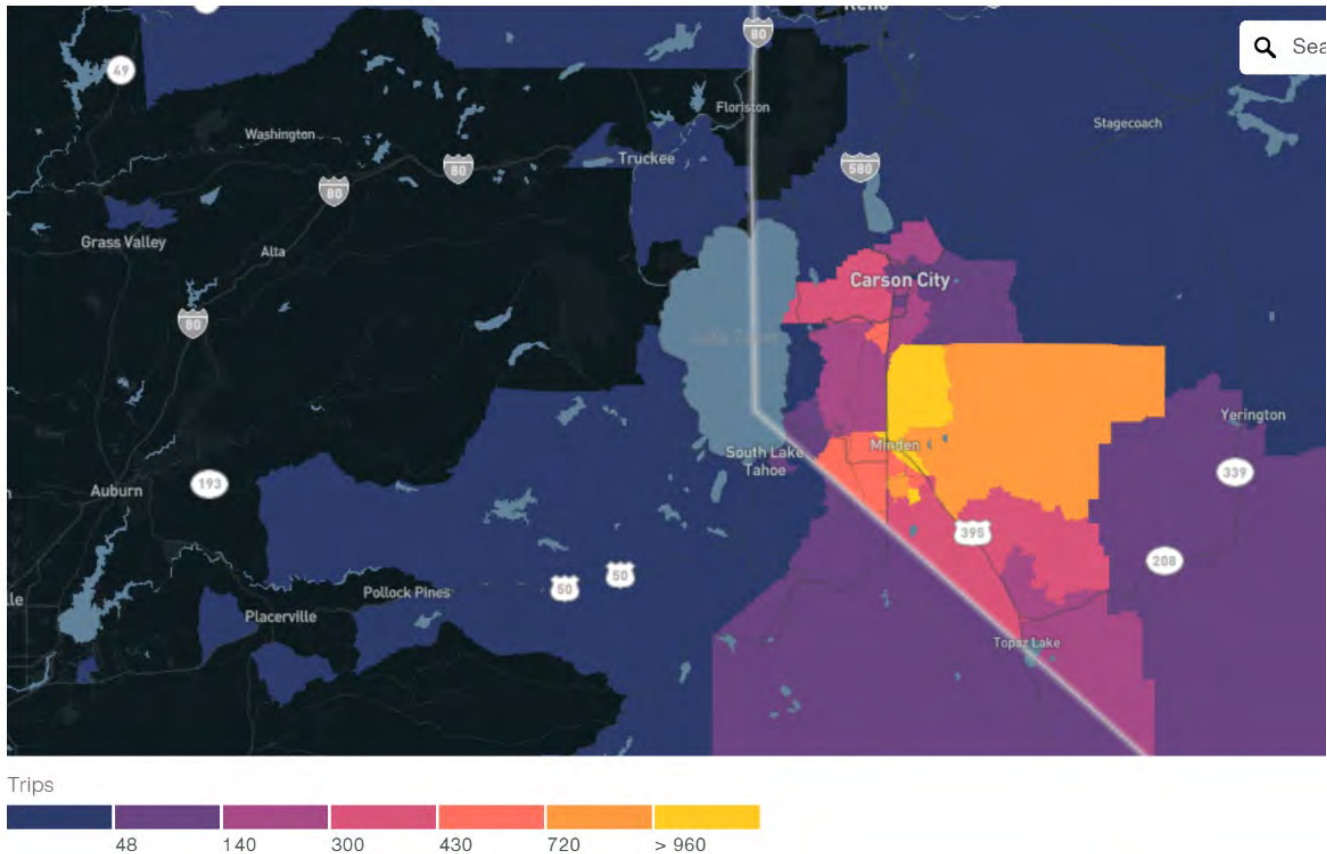 Reno
80
Sea
49
Floriston
Stagecoach
Washington
Truckee
80
580
80
Grass Valley
Alta
Carson City
80
Yerington
Minden
South Lake
Tahoe
339
193
Auburn
395
208
50
50
Pollock Pines
Placerville
Topaz Lake
Trips
48 140 300 430 720 > 960